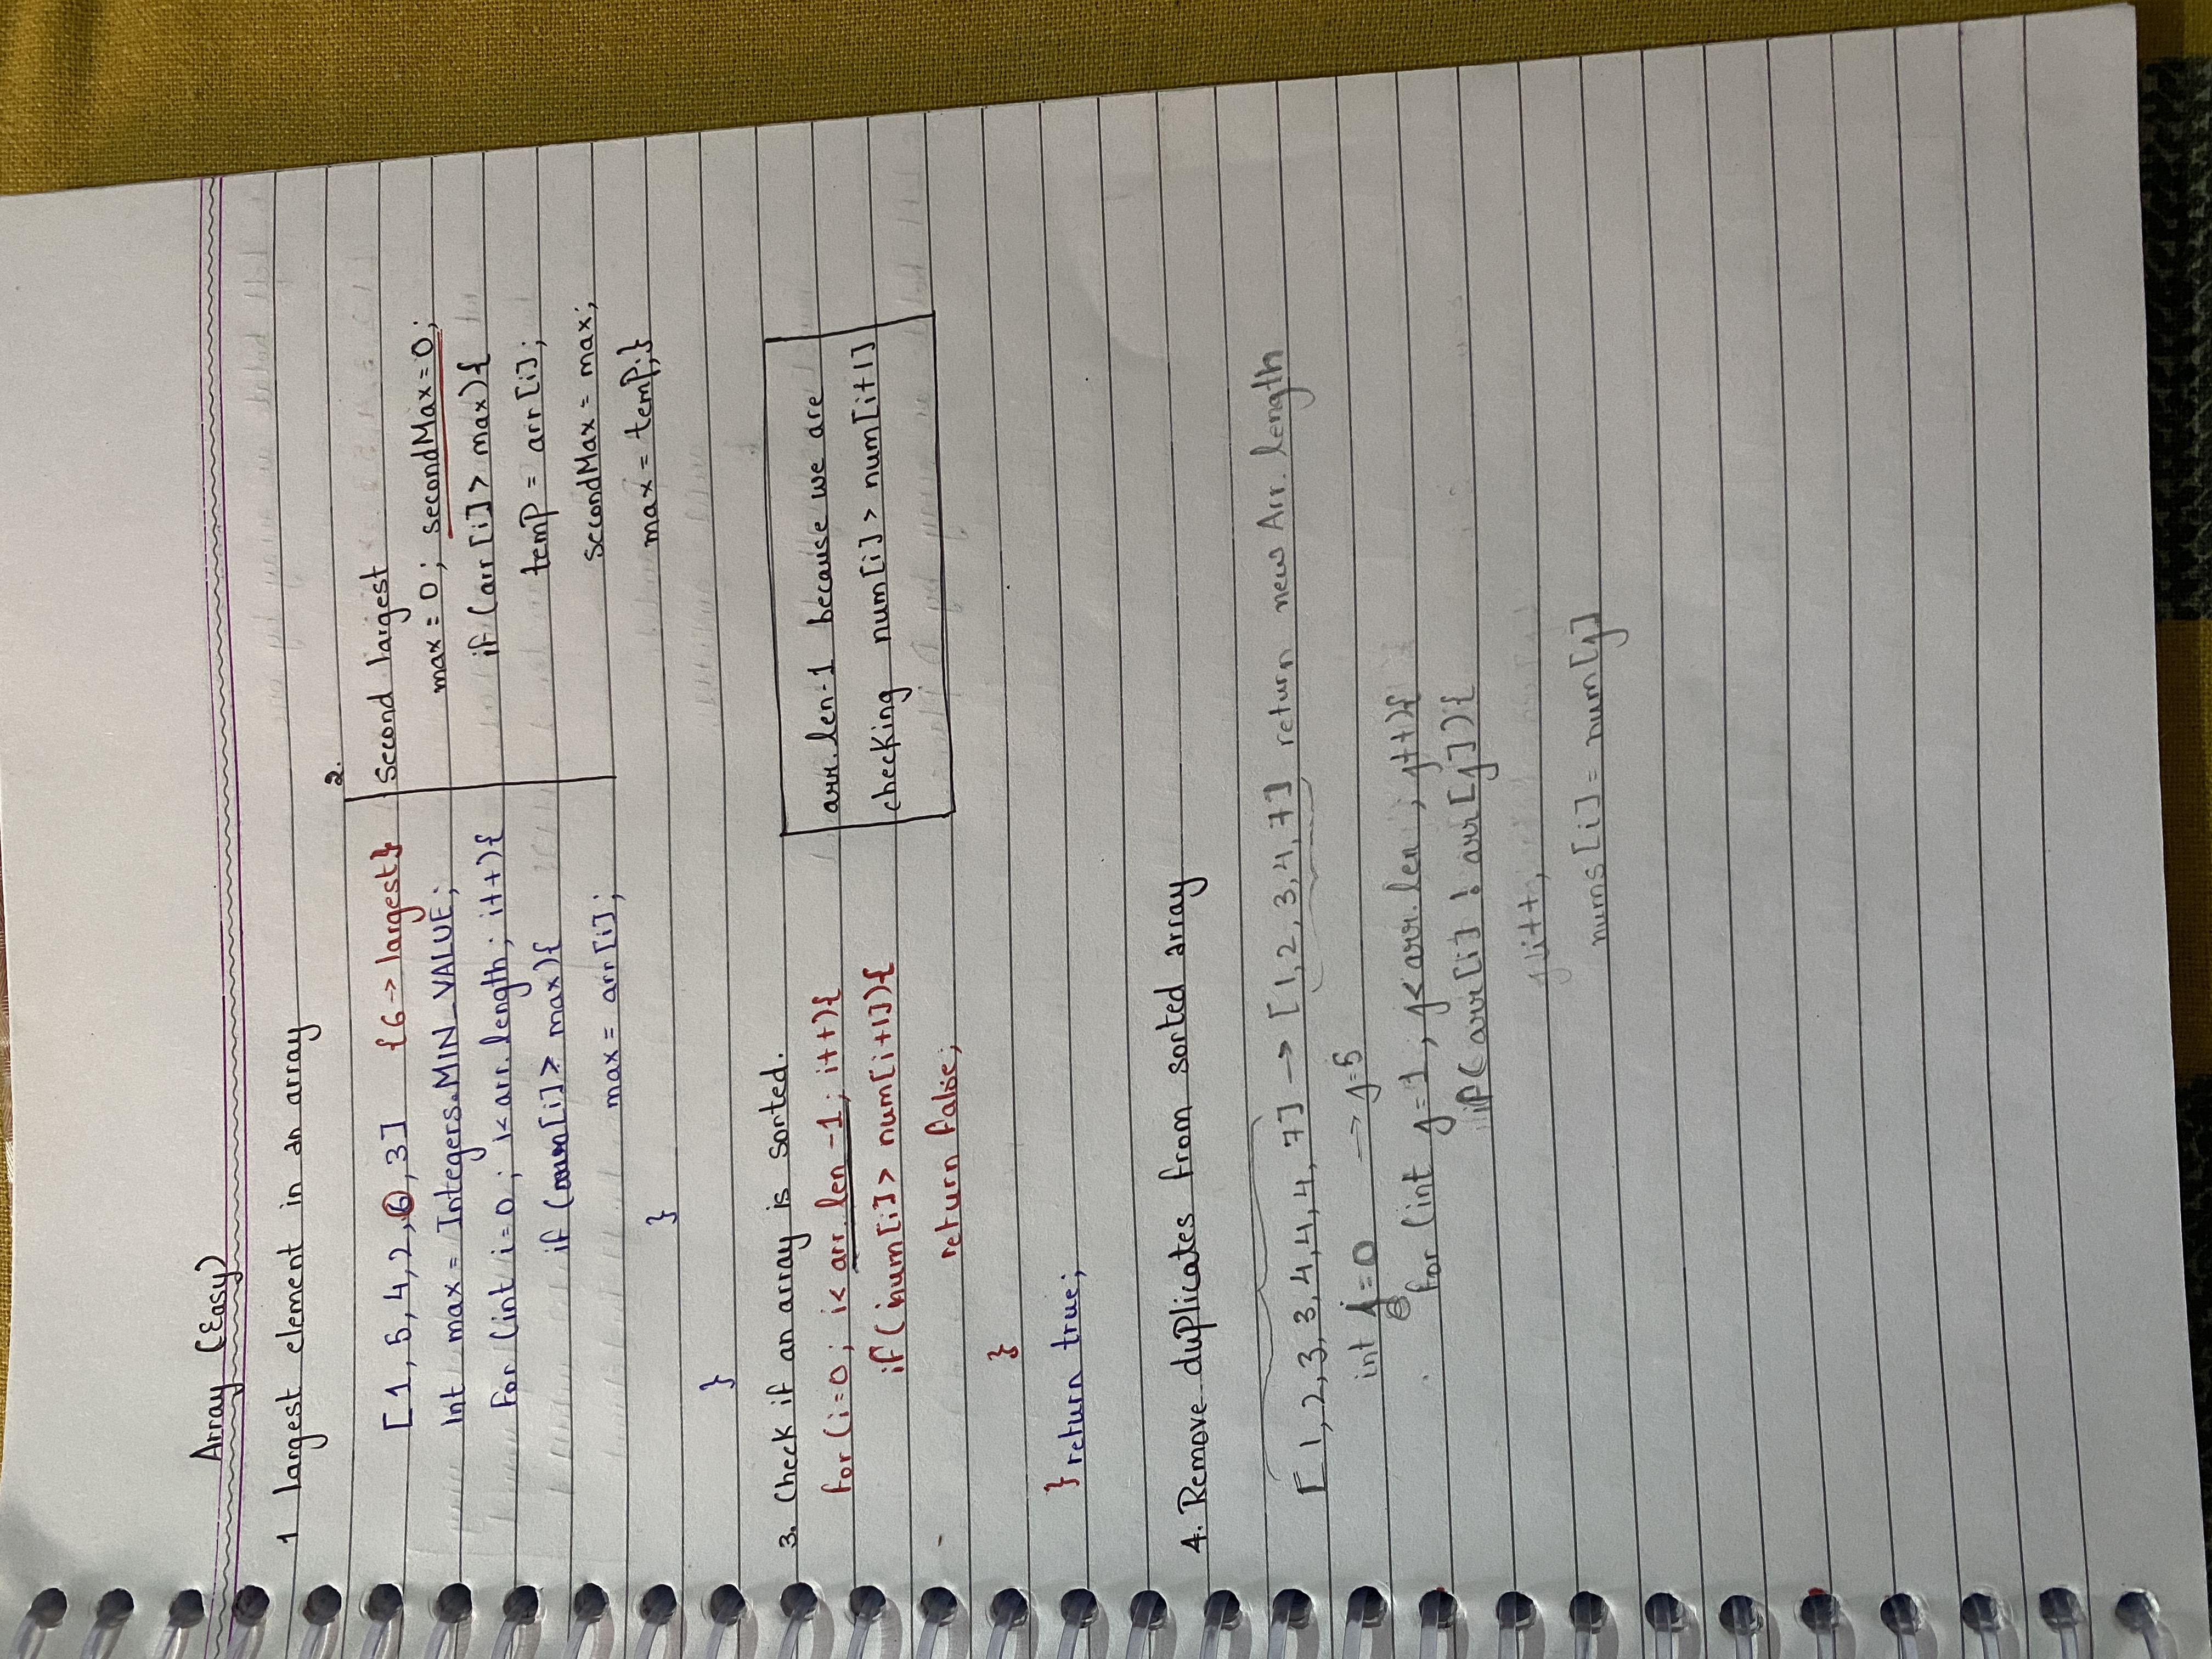 Array (Easy)
1 largest element in an array
[1, 5, 4, 2, 6, 3] {6 → largest}
Int max = Integers.MIN_VALUE;
For (int i=0; i< arr.length; i++){
if ([i] > max){
max = arr[i];
}
}
2.
Second largest
max = 0; secondMax = 0;
if (arr[i] > max){
temp = arr[i];
secondMax = max;
max = temp;}
3. Check if an array is sorted.
for (i=0; i< arr.len -1; i++){
if (num[i] > num[i+1]){
return false;
}
} return true;
arr.len-1 because we are
checking num[i] > num[i+1]
4. Remove duplicates from sorted array
[1, 2, 3, 3, 4, 4, 4, 7] → [1, 2, 3, 4, 7] return new Arr. length
int = 0 → j=5
for (int j=1, j< arr.len ; j++){
if (arr[i] ! arr[j]){
i++;
nums[i] = num[j]